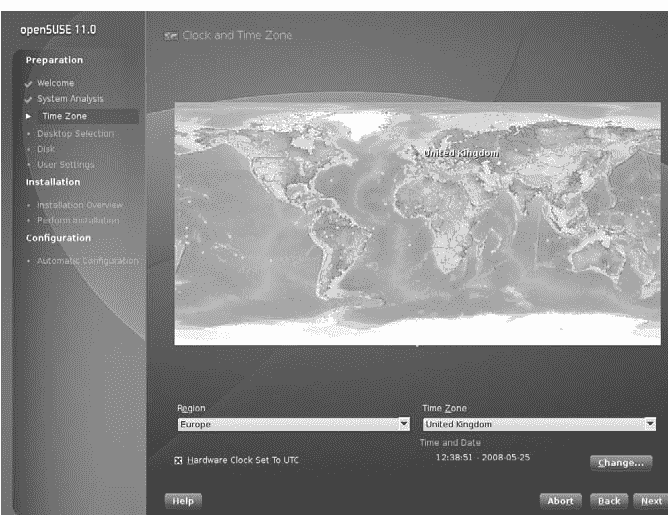 openSUSE 11.0
Preparation
Welcome
System Analysis
Time Zone
Desktop Selection
Disk
User Settings
Installation
Installation Overview
Perform Installation
Configuration
Automatic Configuration
Clock and Time Zone
United Kingdom
Region
Europe
Time Zone
United Kingdom
Hardware Clock Set To UTC
Time and Date
12:38:51 - 2008-05-25
Change...
Help
Abort
Back
Next